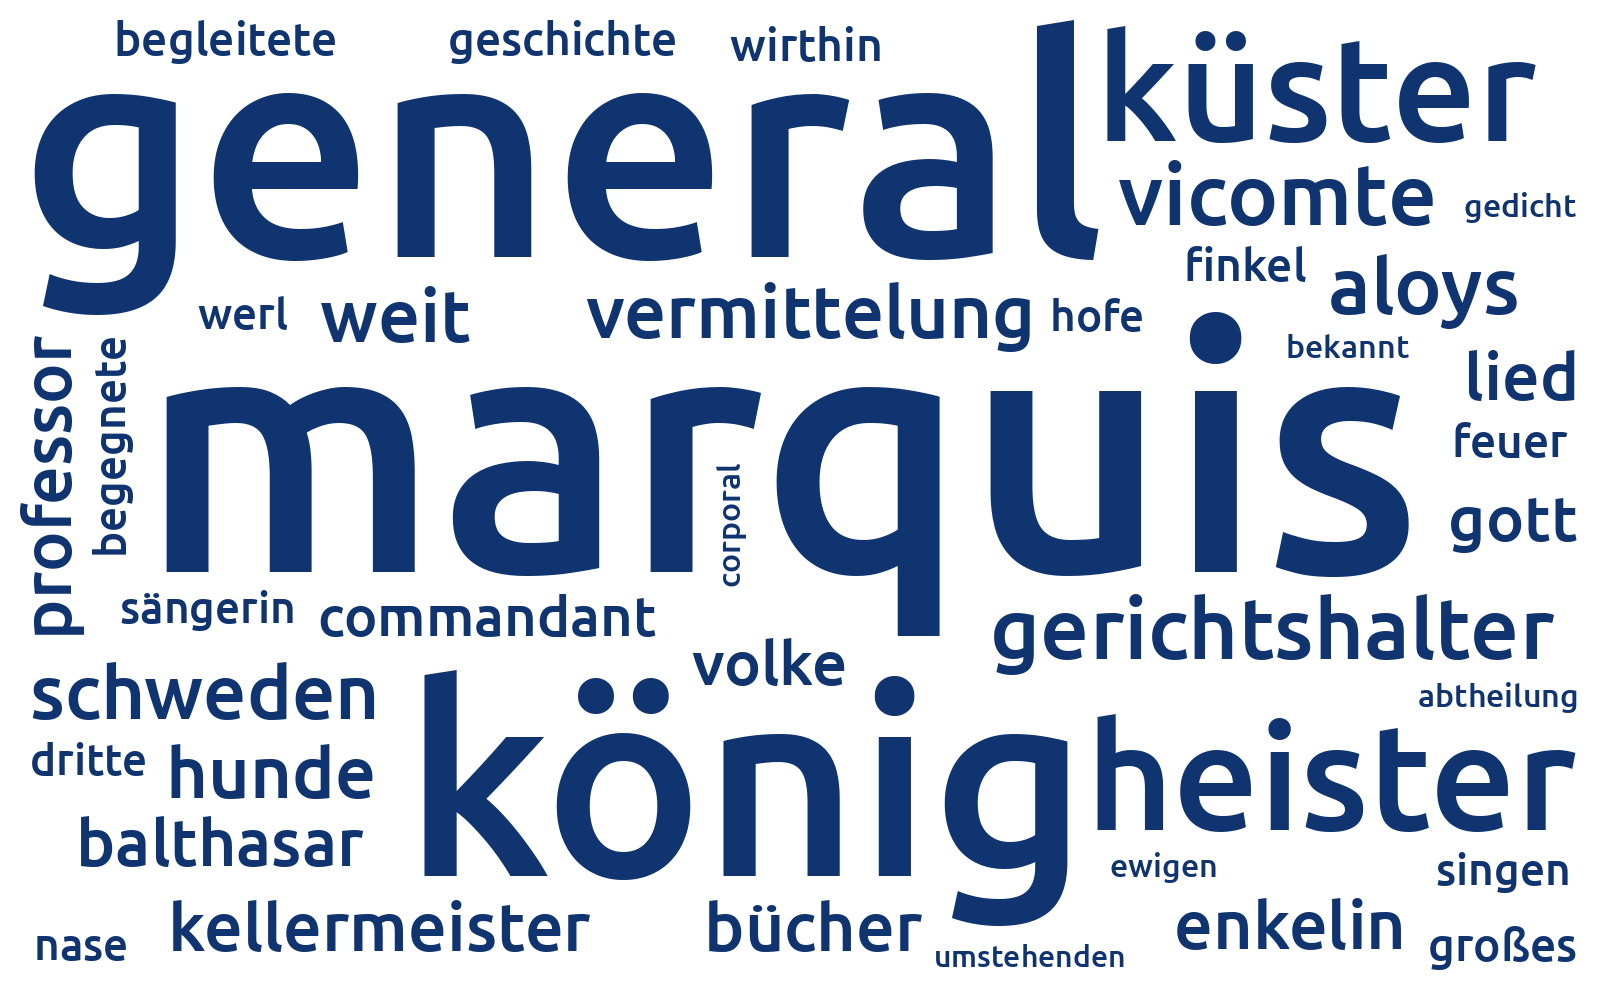 begleitete geschichte wirthin
general küster
vicomte gedicht
finkel aloys
werl weit vermittelung hofe
bekannt
professor begegnete marquis lied
feuer
corporal
gott
sängerin commandant gerichtshalter
volke
schweden könig abtheilung
dritte hunde heister
balthasar
ewigen singen
kellermeister bücher enkelin
nase umstehenden großes